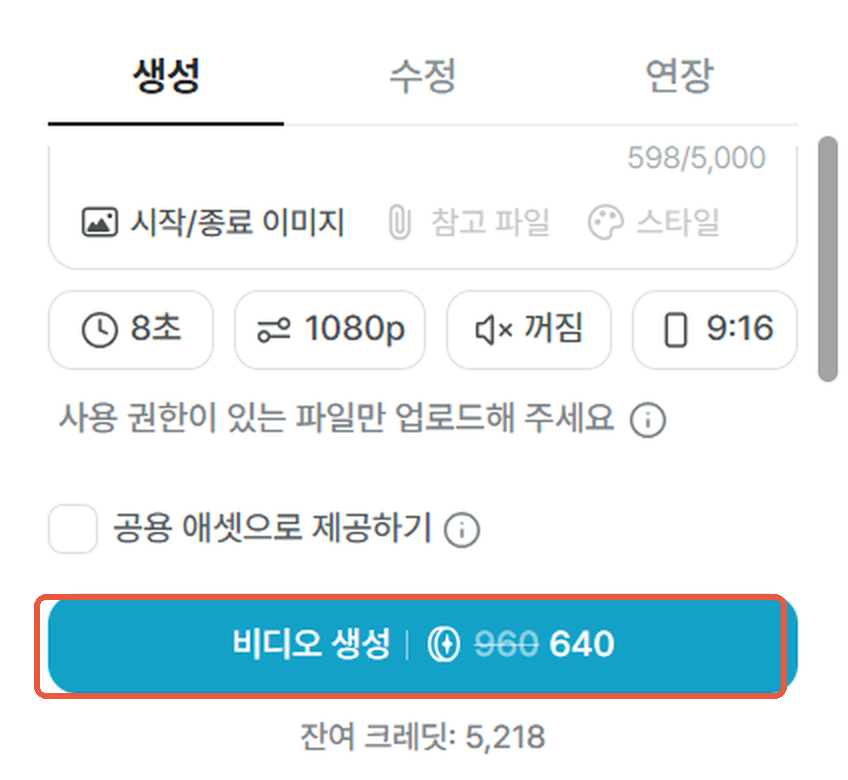 생성 수정 연장
598/5,000
시작/종료 이미지 참고 파일 스타일
8초 1080p 꺼짐 9:16
사용 권한이 있는 파일만 업로드해 주세요
공용 애셋으로 제공하기
비디오 생성 | 960 640
잔여 크레딧: 5,218